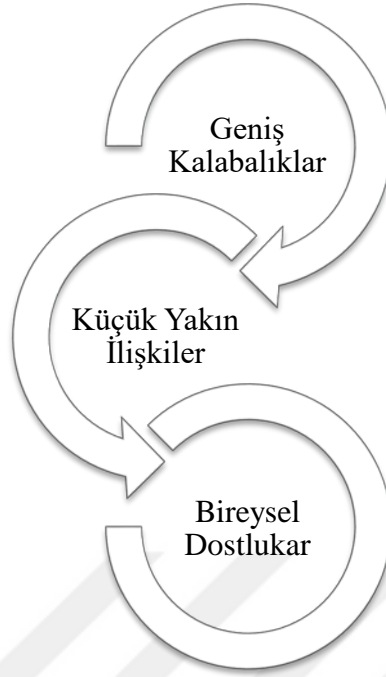 Geniş
Kalabalıklar
Küçük Yakın
İlişkiler
Bireysel
Dostlukar